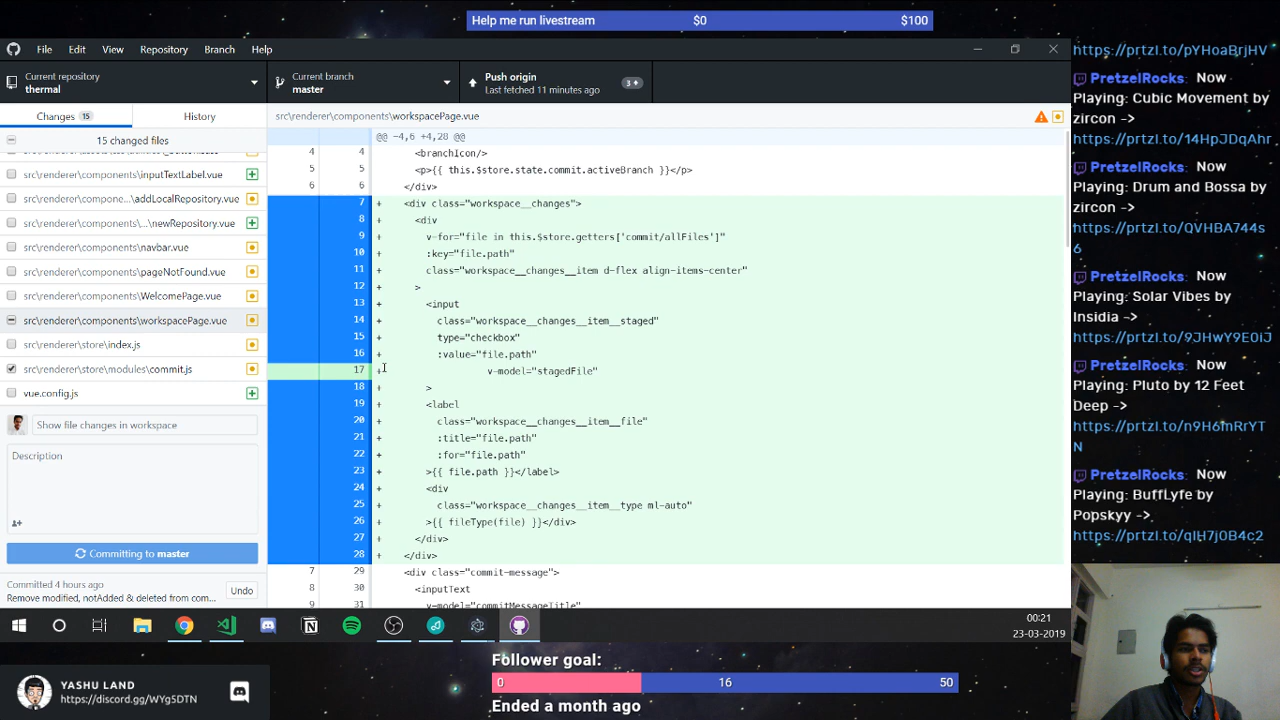 Help me run livestream $0 $100
File Edit View Repository Branch Help
Current repository
thermal
Current branch
master
Push origin
Last fetched 11 minutes ago
3
Changes 15
History
15 changed files
inputTextLabel.vue
src\renderer\components\...\addLocalRepository.vue
src\renderer\components\...\newRepository.vue
src\renderer\components\navbar.vue
src\renderer\components\pageNotFound.vue
src\renderer\components\WelcomePage.vue
src\renderer\components\workspacePage.vue
src\renderer\store\index.js
src\renderer\store\modules\commit.js
vue.config.js
Show file changes in workspace
Description
Committing to master
Committed 4 hours ago
Remove modified, notAdded & deleted from com...
Undo
src\renderer\components\workspacePage.vue
@@ -4,6 +4,28 @@
4 4 <branchIcon/>
5 5 <p>{{ this.$store.state.commit.activeBranch }}</p>
6 6 </div>
7 + <div class="workspace__changes">
8 + <div
9 + v-for="file in this.$store.getters['commit/allFiles']"
10 + :key="file.path"
11 + class="workspace__changes__item d-flex align-items-center"
12 + >
13 + <input
14 + class="workspace__changes__item__staged"
15 + type="checkbox"
16 + :value="file.path"
17 + v-model="stagedFile"
18 + >
19 + <label
20 + class="workspace__changes__item__file"
21 + :title="file.path"
22 + :for="file.path"
23 + >{{ file.path }}</label>
24 + <div
25 + class="workspace__changes__item__type ml-auto"
26 + >{{ fileType(file) }}</div>
27 + </div>
28 + </div>
7 29 <div class="commit-message">
8 30 <inputText
9 31 v-model="commitMessageTitle"
00:21
23-03-2019
https://prtzl.to/pYHoaBrjHV
PretzelRocks: Now
Playing: Cubic Movement by
zircon ->
https://prtzl.to/14HpJDqAhr
PretzelRocks: Now
Playing: Drum and Bossa by
zircon ->
https://prtzl.to/QVHBA744s
6
PretzelRocks: Now
Playing: Solar Vibes by
Insidia ->
https://prtzl.to/9JHwY9E0iJ
PretzelRocks: Now
Playing: Pluto by 12 Feet
Deep ->
https://prtzl.to/n9H6mRrYT
N
PretzelRocks: Now
Playing: BuffLyfe by
Popskyy ->
https://prtzl.to/qIH7j0B4c2
YASHU LAND
https://discord.gg/WYg5DTN
Follower goal:
0 16 50
Ended a month ago